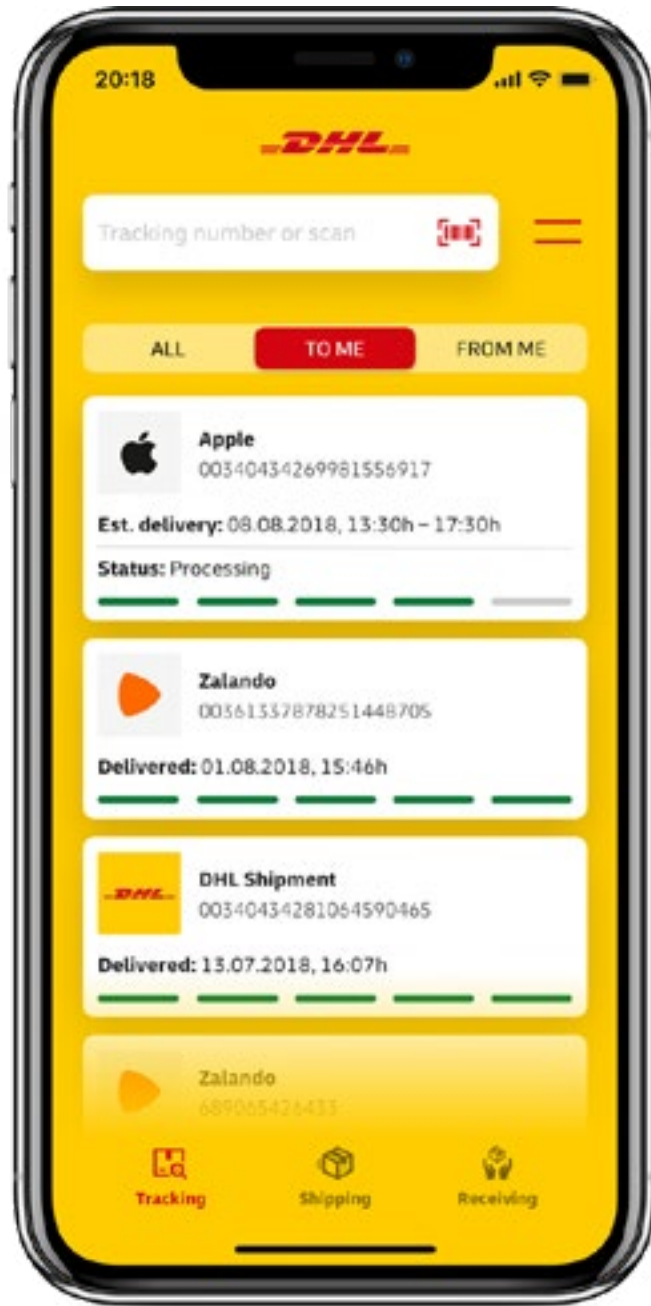 20:18
DHL
Tracking number or scan
ALL TO ME FROM ME
Apple
00340434269981556917
Est. delivery: 08.08.2018, 13:30h – 17:30h
Status: Processing
Zalando
00361337878251448705
Delivered: 01.08.2018, 15:46h
DHL
DHL Shipment
00340434281064590465
Delivered: 13.07.2018, 16:07h
Zalando
689065426433
Tracking Shipping Receiving